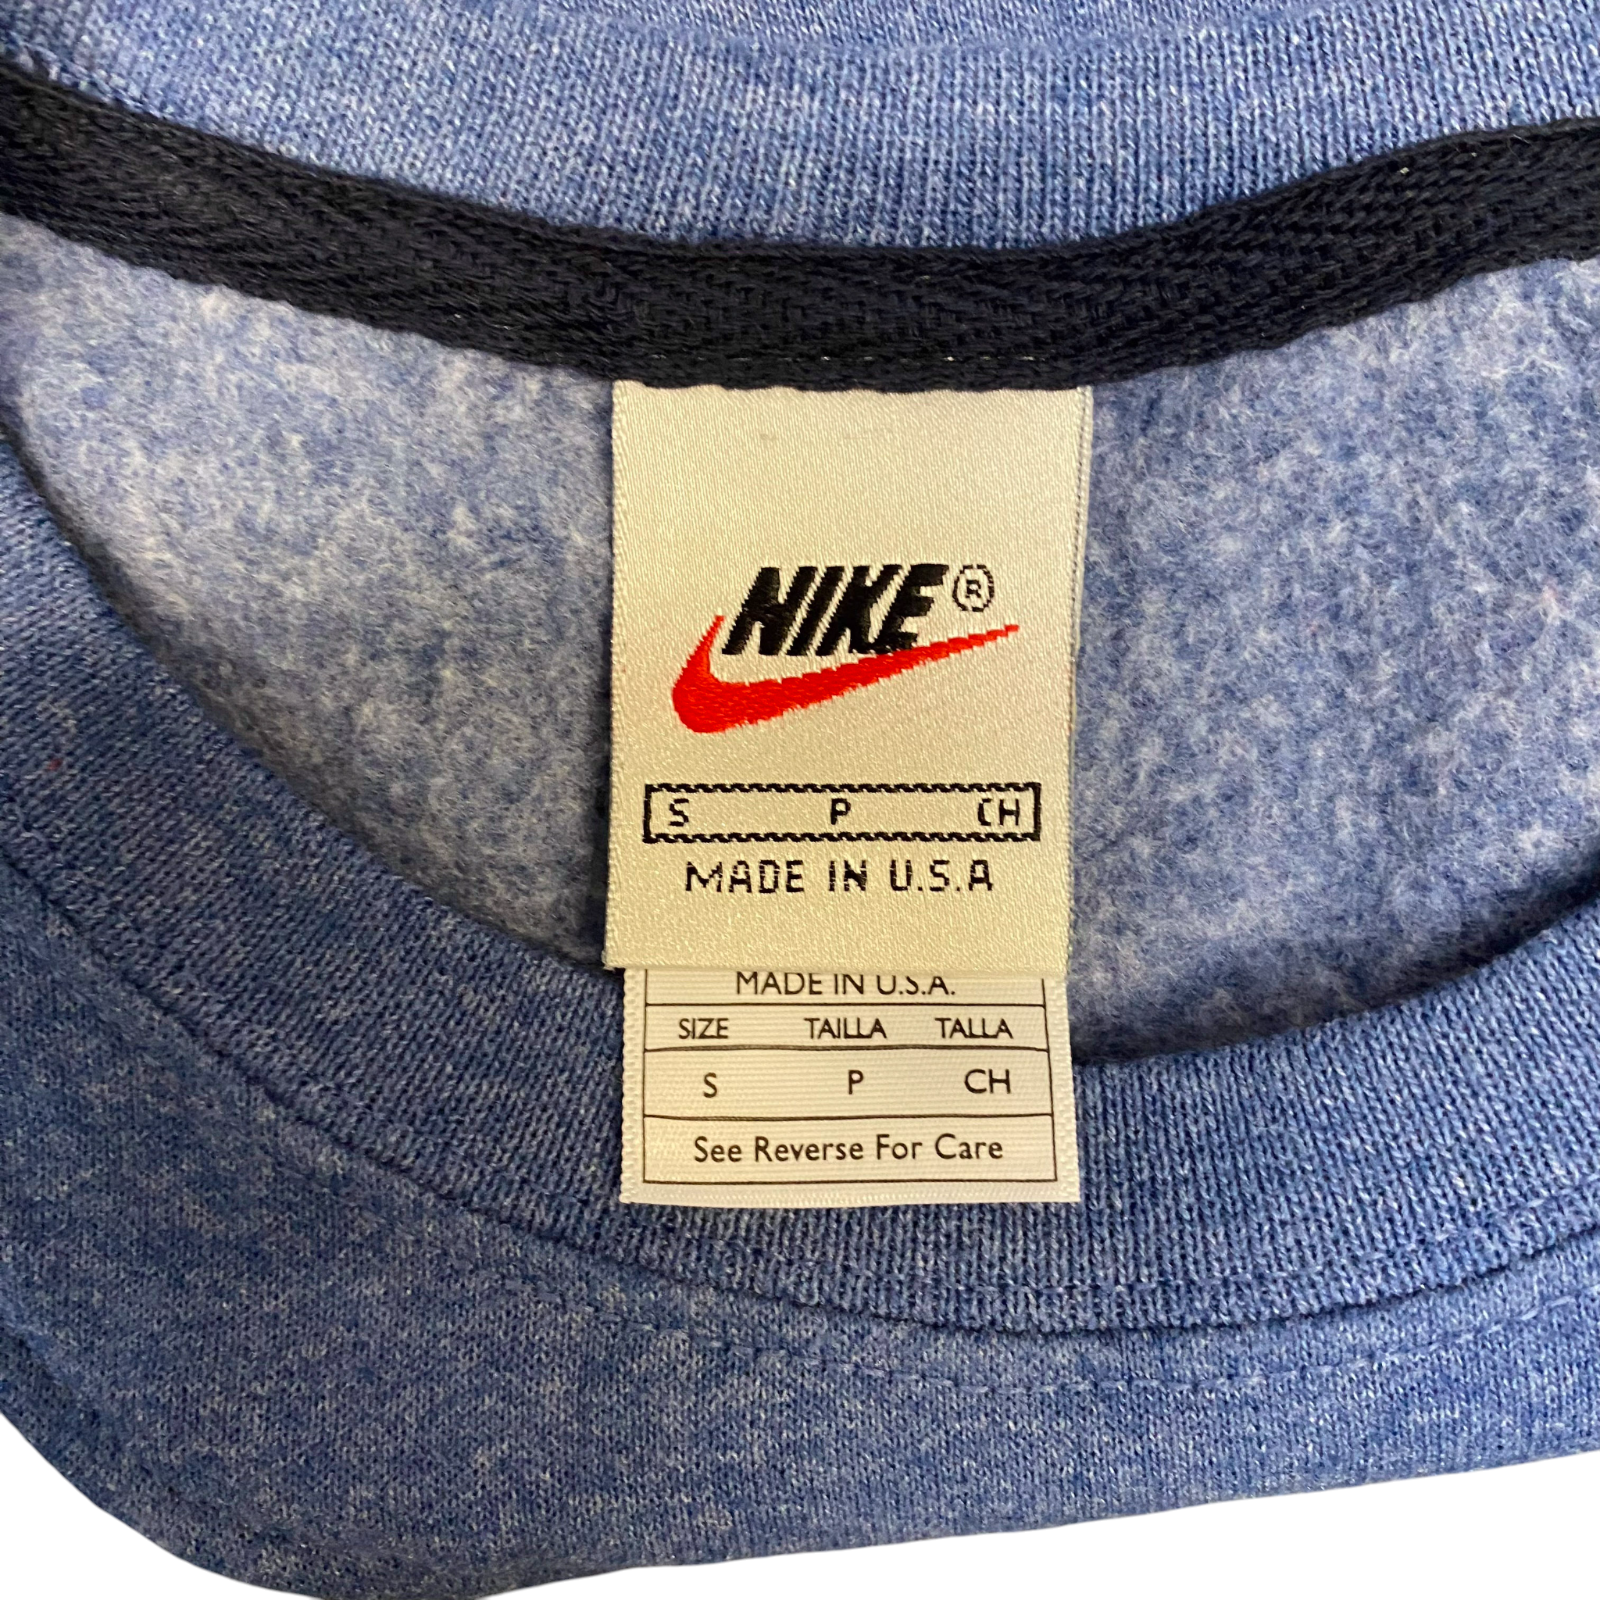 NIKE®
S P CH
MADE IN U.S.A
MADE IN U.S.A.
SIZE TAILLA TALLA
S P CH
See Reverse For Care